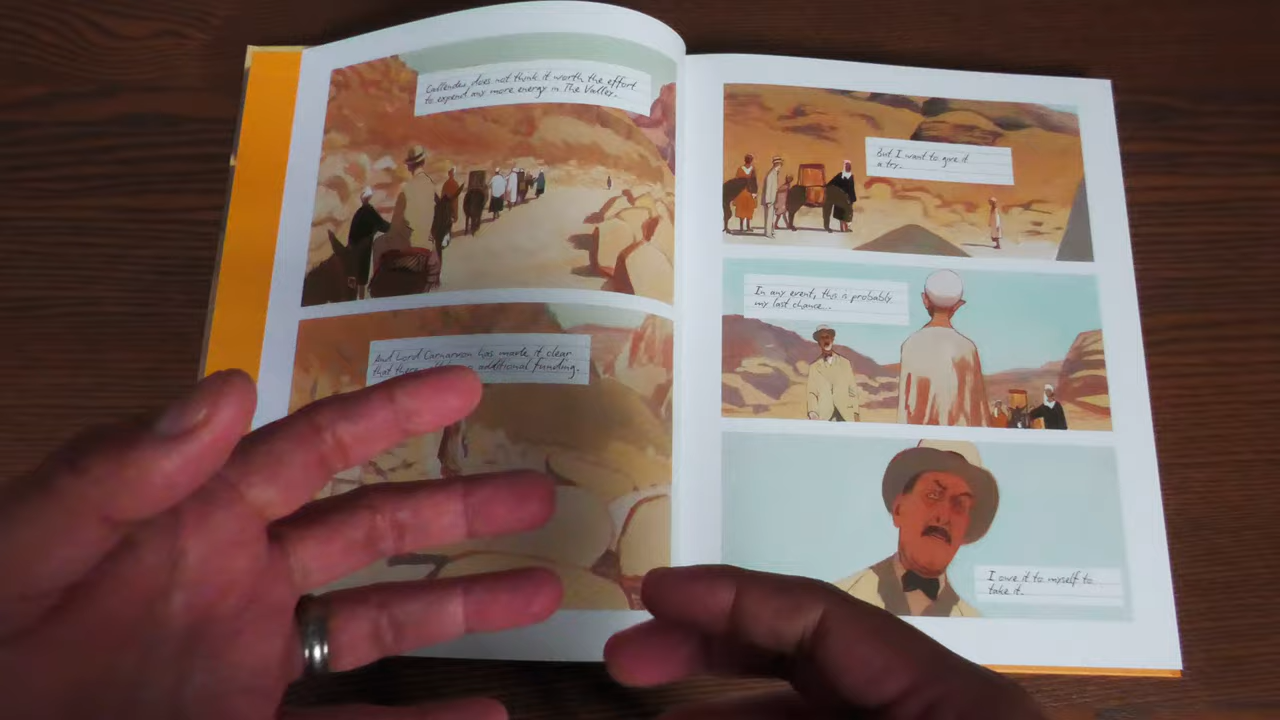 Callender does not think it worth the effort
to expend any more energy in The Valley...
And Lord Carnarvon has made it clear
that there additional funding.
But I want to give it
a try...
In any event, this is probably
my last chance...
I owe it to myself to
take it.